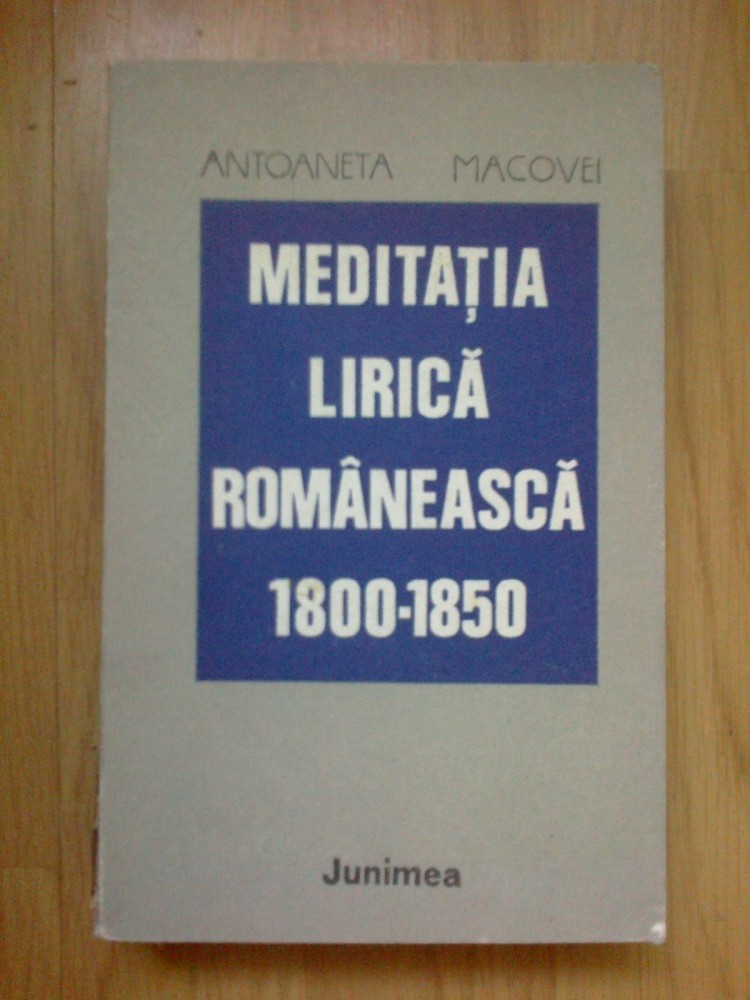 ANTOANETA MACOVEI
MEDITAȚIA
LIRICĂ
ROMÂNEASCĂ
1800-1850
Junimea